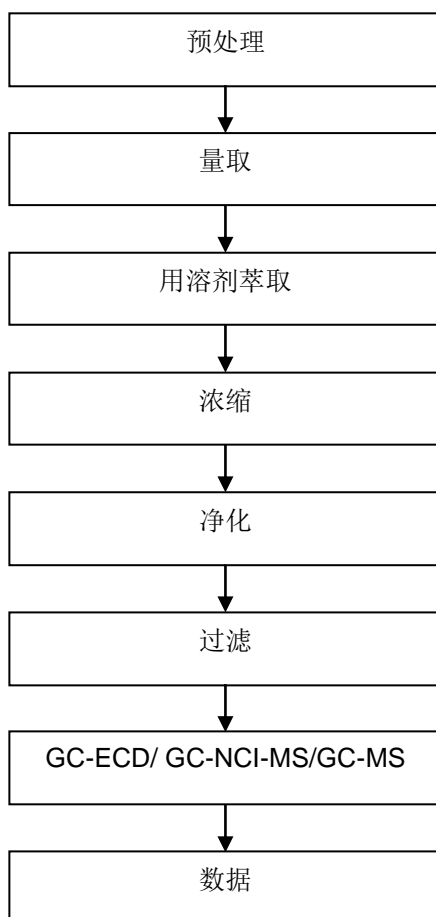 预处理
量取
用溶剂萃取
浓缩
净化
过滤
GC-ECD/ GC-NCI-MS/GC-MS
数据